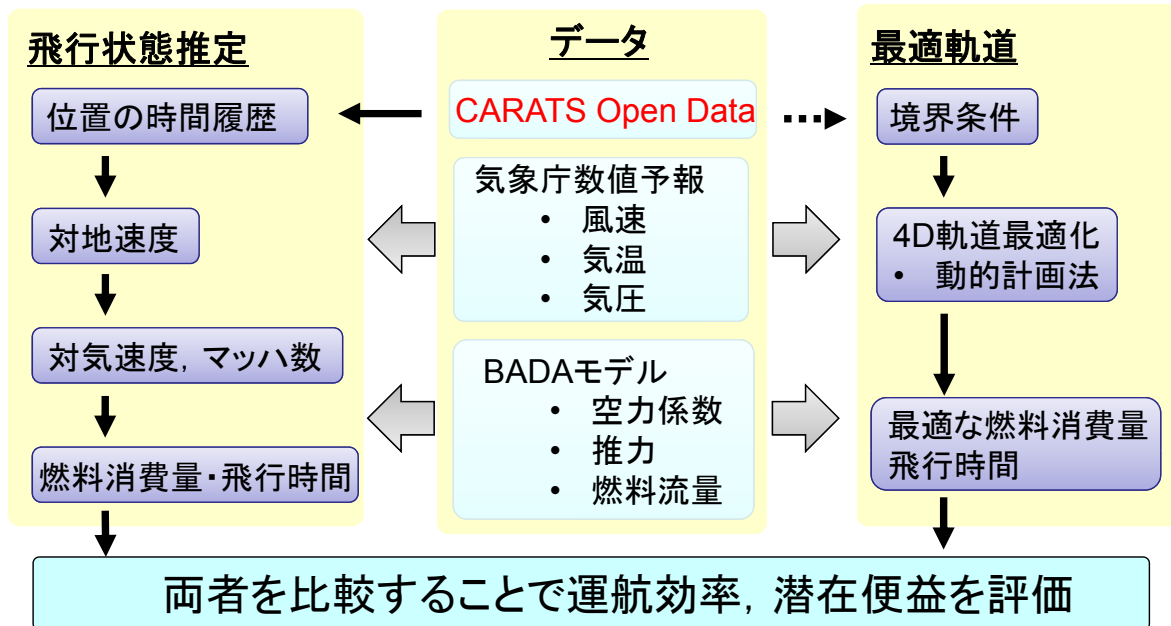 飛行状態推定
位置の時間履歴
対地速度
対気速度，マッハ数
燃料消費量・飛行時間
データ
CARATS Open Data
気象庁数値予報
• 風速
• 気温
• 気圧
BADAモデル
• 空力係数
• 推力
• 燃料流量
最適軌道
境界条件
4D軌道最適化
• 動的計画法
最適な燃料消費量
飛行時間
両者を比較することで運航効率，潜在便益を評価